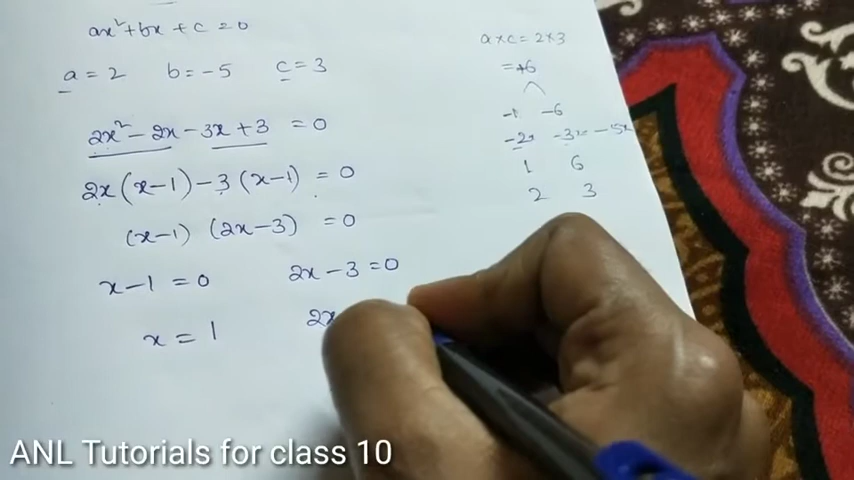 ax²+bx+c=0
a=2 b=-5 c=3
2x²-2x-3x+3=0
2x(x-1)-3(x-1)=0
(x-1)(2x-3)=0
x-1=0 2x-3=0
x=1 2x
a×c=2×3
=+6
-1 -6
-2x -3x=-5x
1 6
2 3
ANL Tutorials for class 10